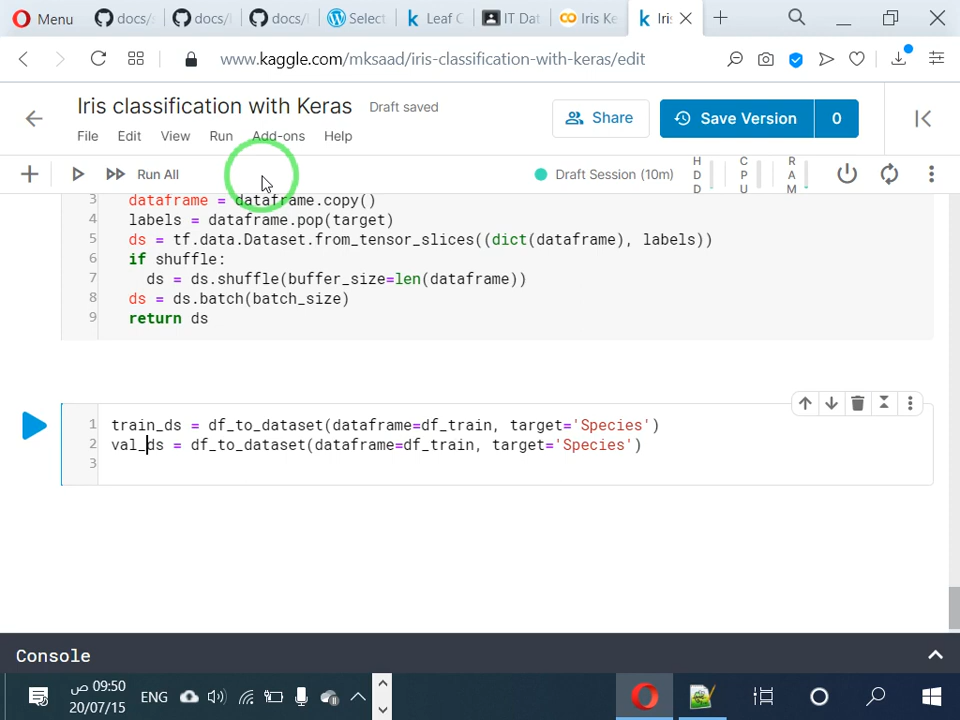 Menu
docs/
docs/
docs/
Select
Leaf C
IT Dat
Iris Ke
Iri
www.kaggle.com/mksaad/iris-classification-with-keras/edit
Iris classification with Keras
Draft saved
File
Edit
View
Run
Add-ons
Help
Share
Save Version
0
Run All
Draft Session (10m)
HDD
CPU
RAM
3 dataframe = dataframe.copy()
4 labels = dataframe.pop(target)
5 ds = tf.data.Dataset.from_tensor_slices((dict(dataframe), labels))
6 if shuffle:
7 ds = ds.shuffle(buffer_size=len(dataframe))
8 ds = ds.batch(batch_size)
9 return ds
1 train_ds = df_to_dataset(dataframe=df_train, target='Species')
2 val_ds = df_to_dataset(dataframe=df_train, target='Species')
3
Console
09:50 ص
ENG
20/07/15